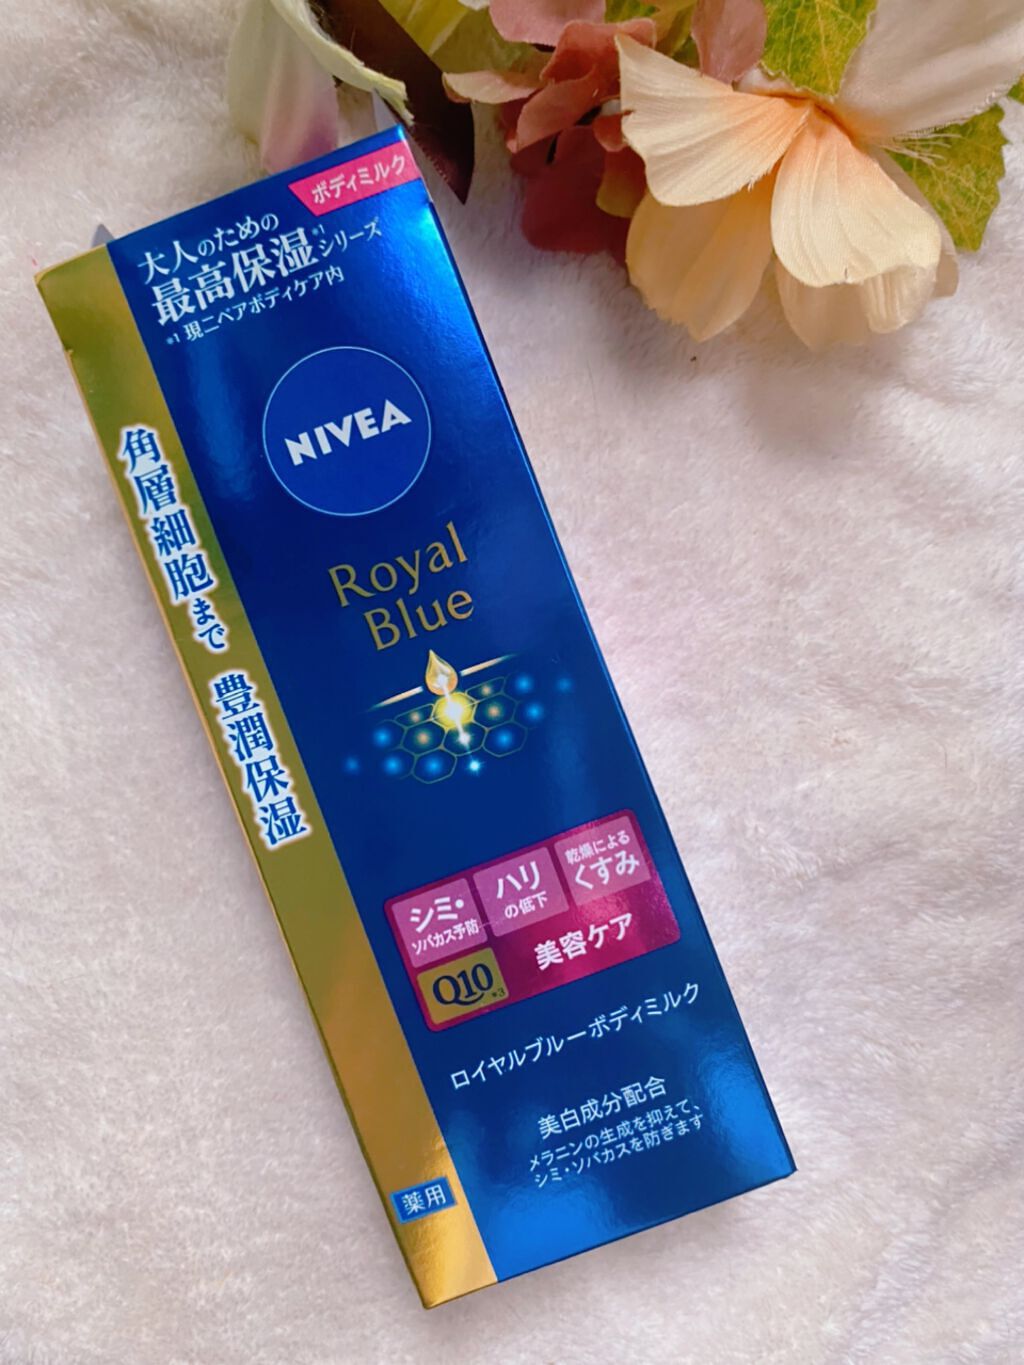 ボディミルク
大人のための
最高保湿*1シリーズ
*1 現ニベアボディケア内
NIVEA
角層細胞まで 豊潤保湿
Royal
Blue
シミ・
ソバカス予防
ハリ
の低下
乾燥による
くすみ
Q10*3
美容ケア
ロイヤルブルーボディミルク
美白成分配合
メラニンの生成を抑えて、
シミ・ソバカスを防ぎます
薬用